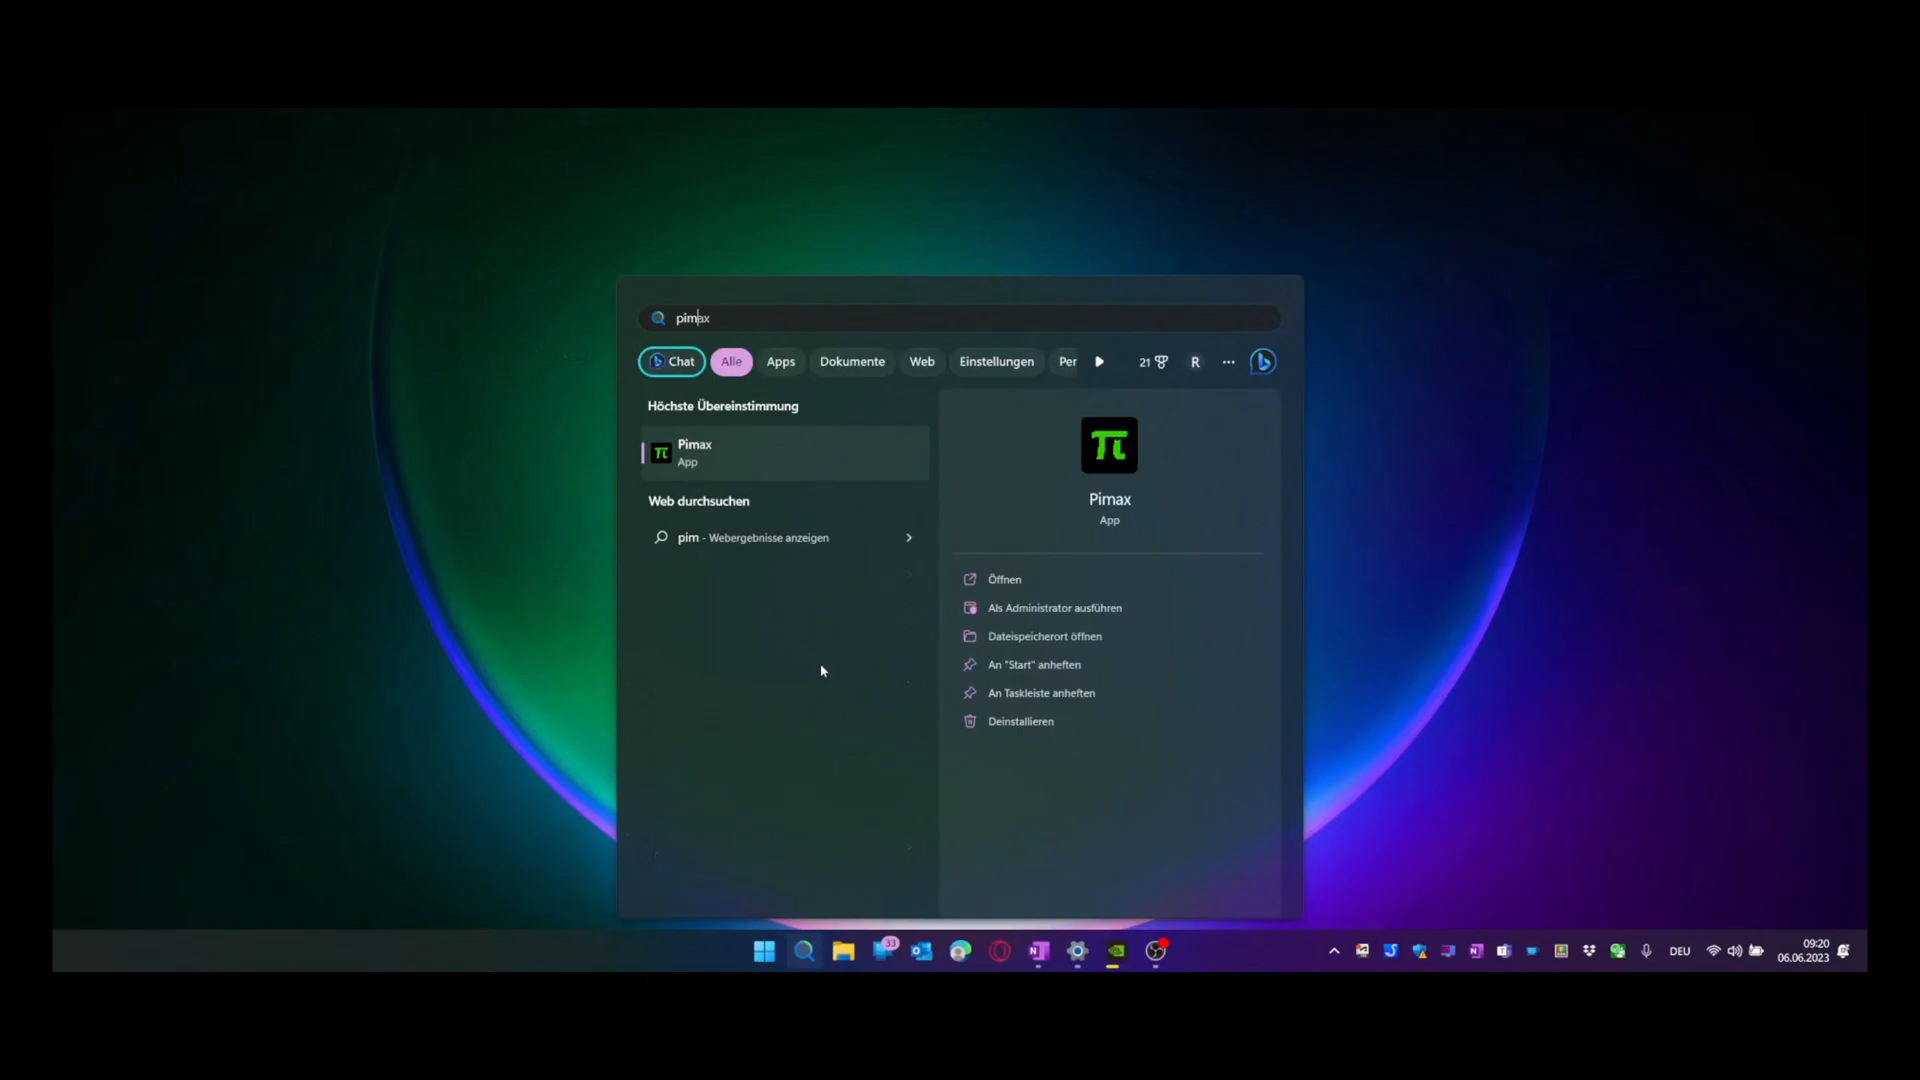 pimax
Chat Alle Apps Dokumente Web Einstellungen Per 21 R
Höchste Übereinstimmung
Pimax
App
Web durchsuchen
pim - Webergebnisse anzeigen
Pimax
App
Öffnen
Als Administrator ausführen
Dateispeicherort öffnen
An "Start" anheften
An Taskleiste anheften
Deinstallieren
33
DEU
09:20
06.06.2023